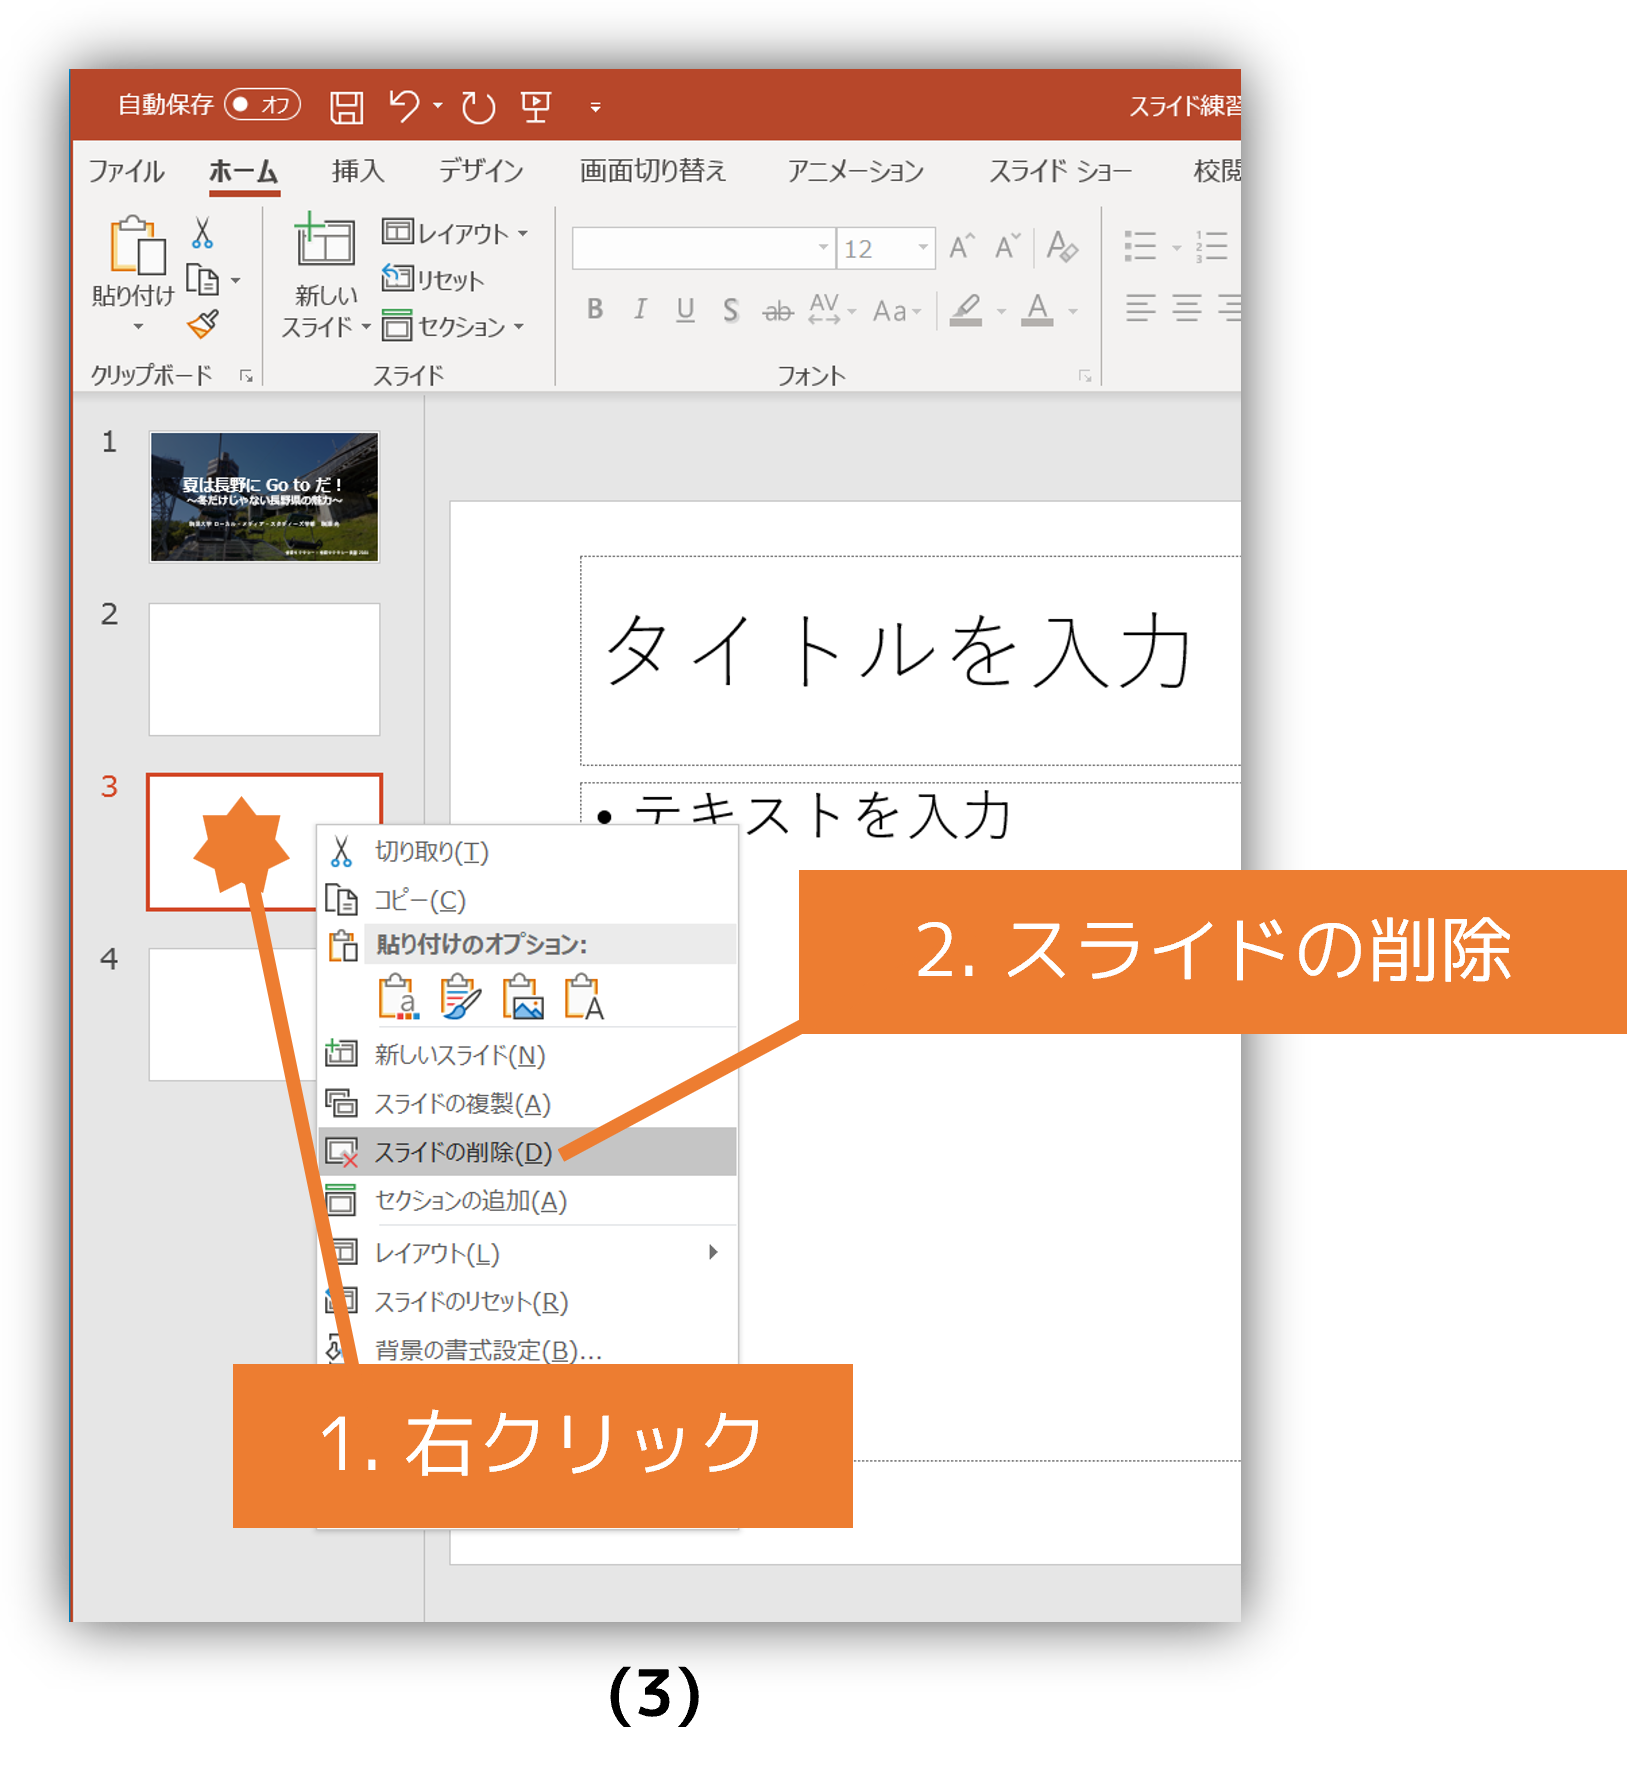 自動保存 オフ
スライド練習
ファイル ホーム 挿入 デザイン 画面切り替え アニメーション スライド ショー 校閲
貼り付け
新しい
スライド
レイアウト
リセット
セクション
12
B I U S ab AV Aa A
クリップボード スライド フォント
1
夏は長野に Go to だ！
～冬だけじゃない長野県の魅力～
2
3
4
タイトルを入力
• テキストを入力
切り取り(T)
コピー(C)
貼り付けのオプション:
新しいスライド(N)
スライドの複製(A)
スライドの削除(D)
セクションの追加(A)
レイアウト(L)
スライドのリセット(R)
背景の書式設定(B)...
2. スライドの削除
1. 右クリック
(3)